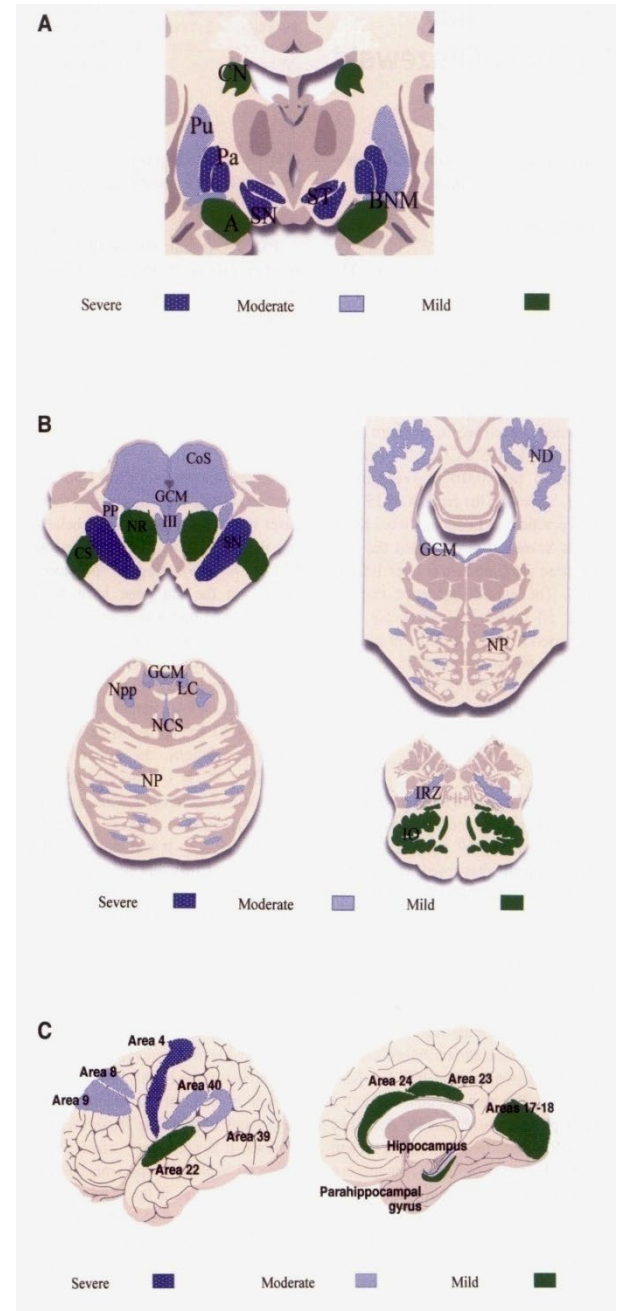 A
CN
Pu
Pa
ST
BNM
SN
A
Severe Moderate Mild
B
CoS
GCM
PP
III
NR
SN
CS
ND
GCM
NP
GCM
Npp LC
NCS
NP
IRZ
IO
Severe Moderate Mild
C
Area 4
Area 8
Area 40
Area 9
Area 39
Area 22
Area 24 Area 23
Areas 17-18
Hippocampus
Parahippocampal
gyrus
Severe Moderate Mild